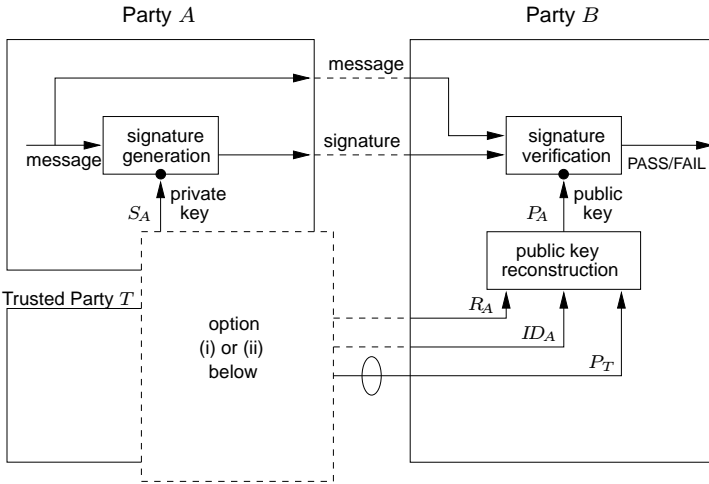 Party A
Party B
message
signature
generation
signature
signature
verification
message
PASS/FAIL
private
key
S_A
public
key
P_A
public key
reconstruction
Trusted Party T
option
(i) or (ii)
below
R_A
ID_A
P_T